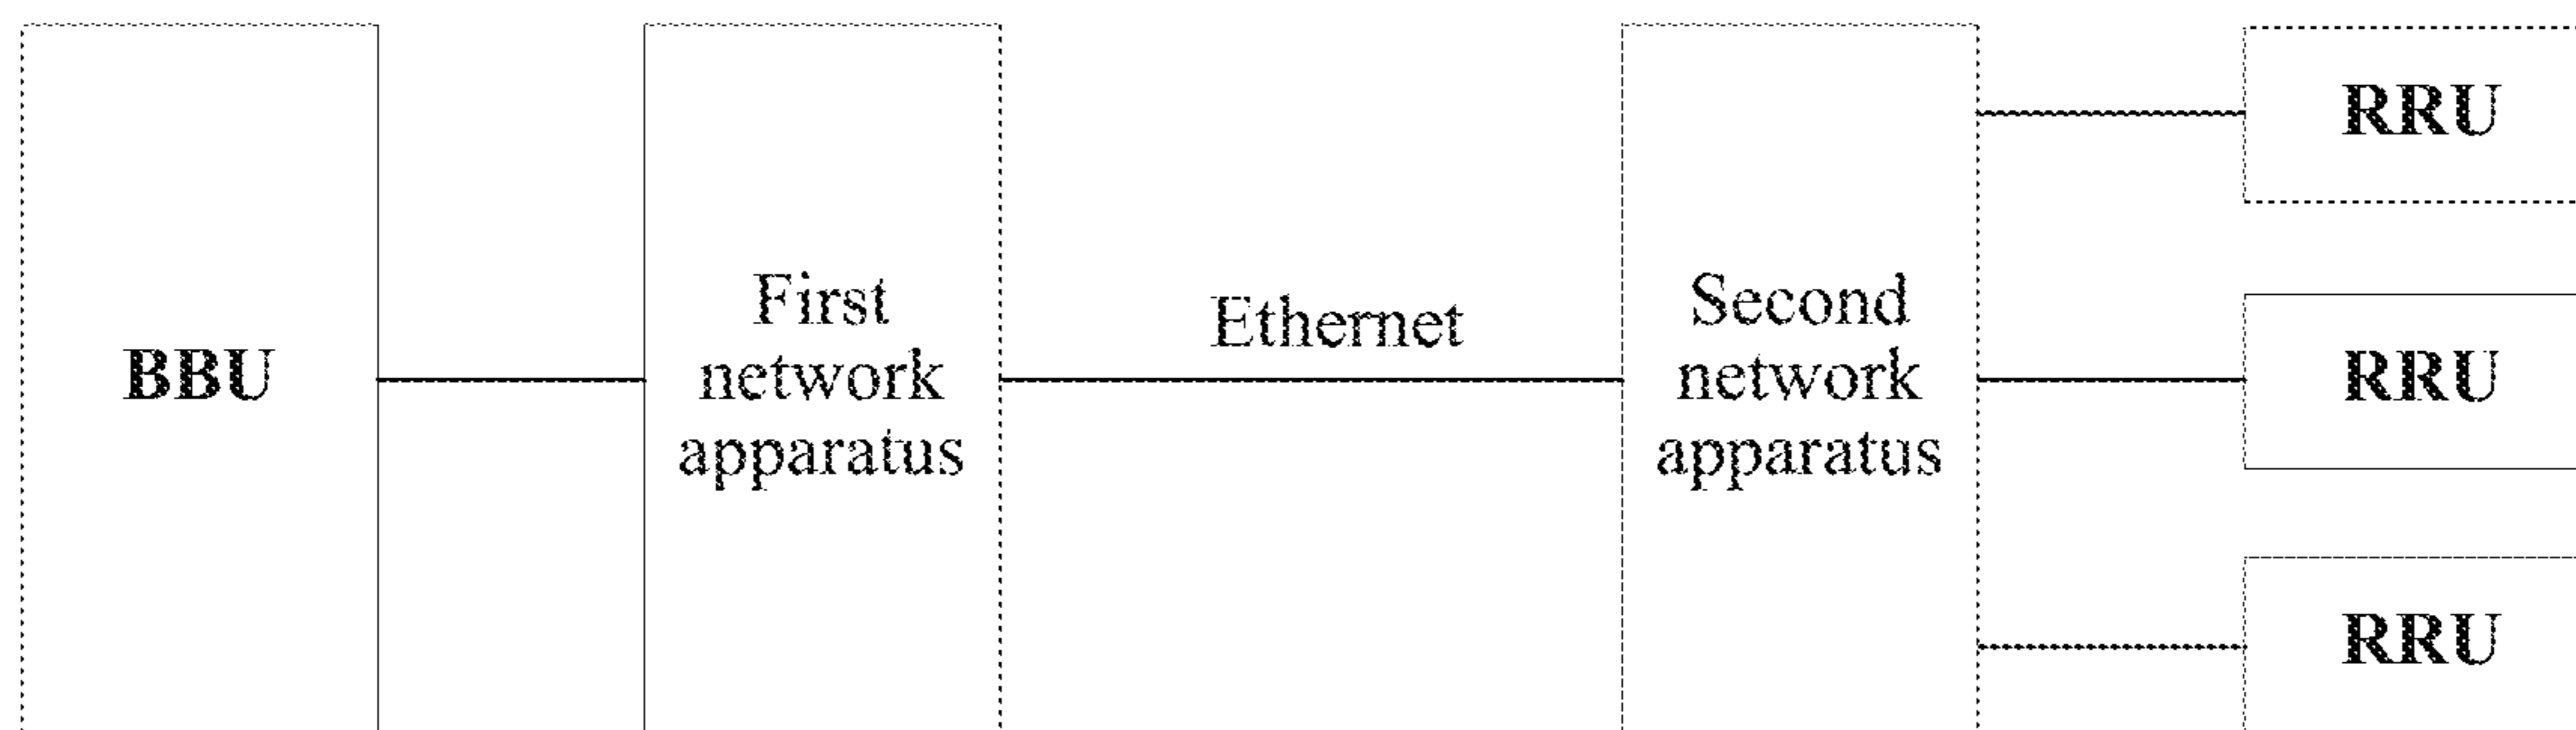 BBU
First
network
apparatus
Ethernet
Second
network
apparatus
RRU
RRU
RRU